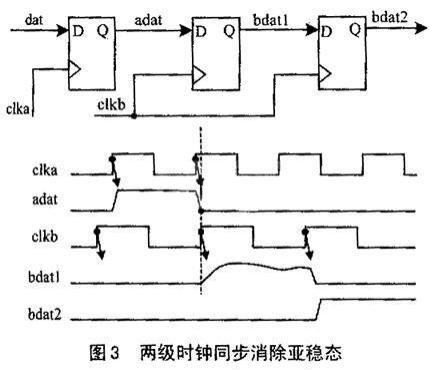 dat
D Q
adat
D Q
bdat1
D Q
bdat2
clka
clkb
clka
adat
clkb
bdat1
bdat2
图3 两级时钟同步消除亚稳态